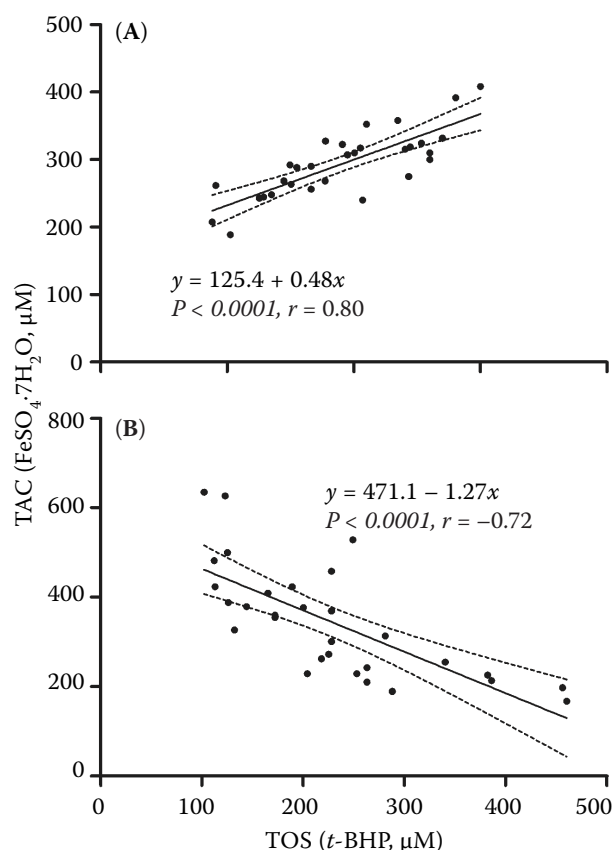 500
(A)
400
300
200
y = 125.4 + 0.48x
100
P < 0.0001, r = 0.80
0
TAC (FeSO₄.7H₂O, µM)
800
(B)
600
y = 471.1 – 1.27x
P < 0.0001, r = –0.72
400
200
0
0 100 200 300 400 500
TOS (t-BHP, µM)